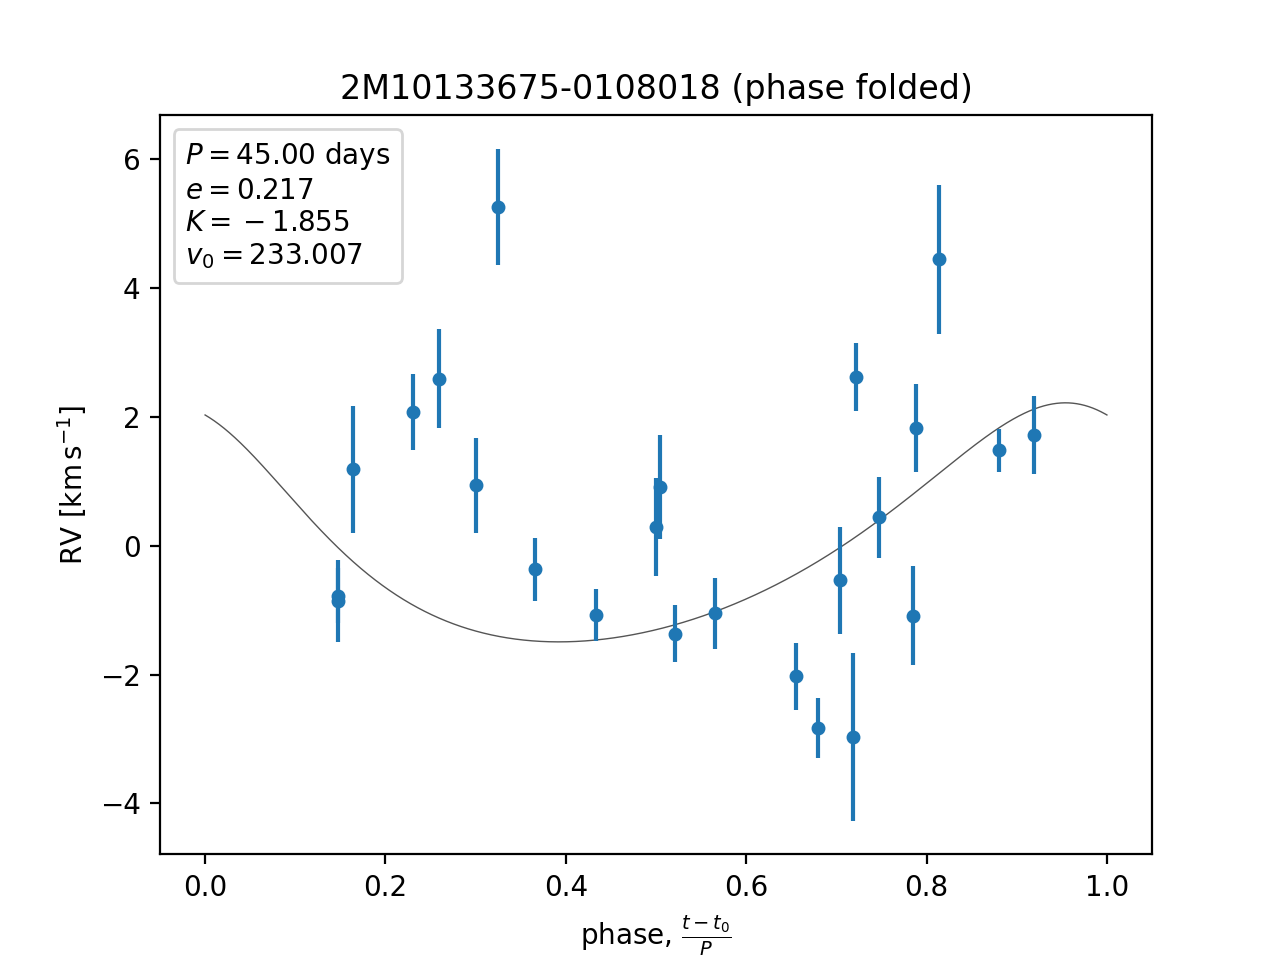 2M10133675-0108018 (phase folded)
P = 45.00 days
e = 0.217
K = −1.855
v₀ = 233.007
6
4
2
0
−2
−4
RV [km s⁻¹]
0.0 0.2 0.4 0.6 0.8 1.0
phase, (t − t₀)/P